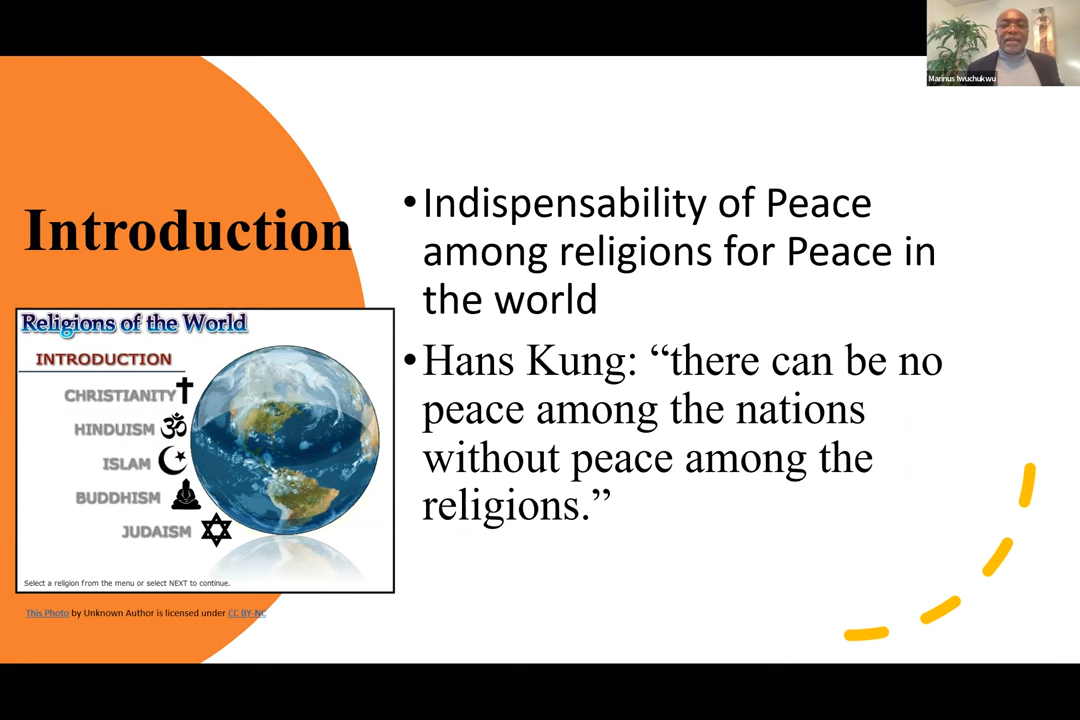 Marinus Iwuchukwu
Introduction
•Indispensability of Peace
among religions for Peace in
the world
•Hans Kung: “there can be no
peace among the nations
without peace among the
religions.”
Religions of the World
INTRODUCTION
CHRISTIANITY
HINDUISM
ISLAM
BUDDHISM
JUDAISM
Select a religion from the menu or select NEXT to continue.
This Photo by Unknown Author is licensed under CC BY-NC